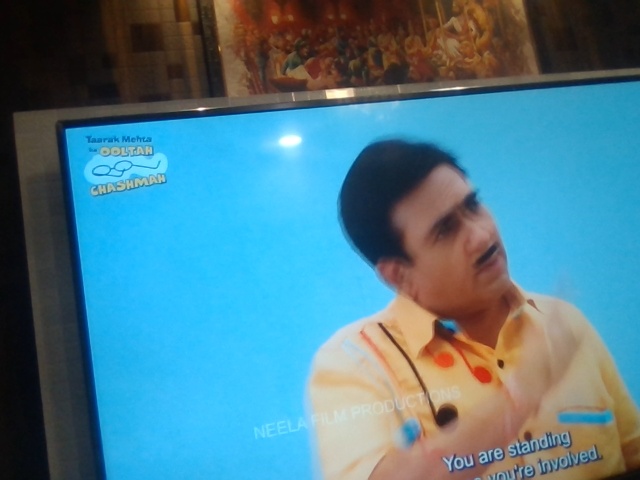 Taarak Mehta
Ka OOLTAH
CHASHMAH
NEELA FILM PRODUCTIONS
You are standing
you're involved.